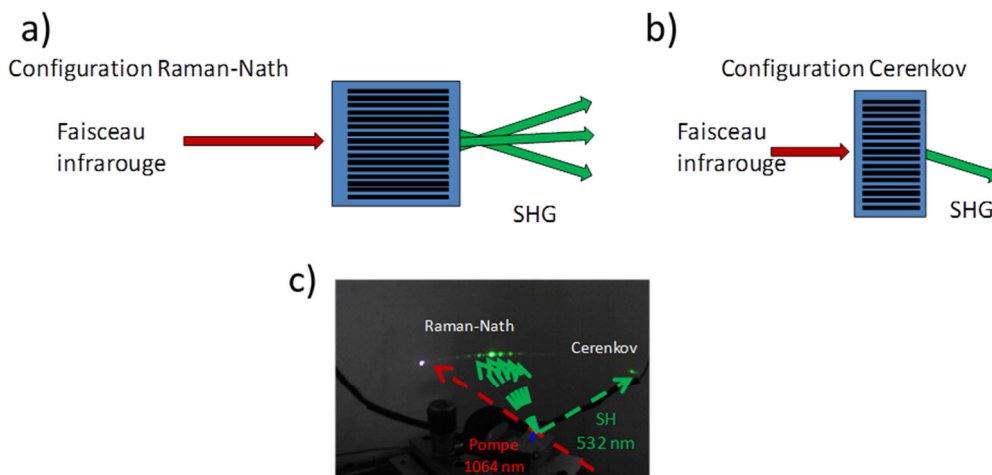 a)
Configuration Raman-Nath
Faisceau
infrarouge
SHG
b)
Configuration Cerenkov
Faisceau
infrarouge
SHG
c)
Raman-Nath
Cerenkov
SH
532 nm
Pompe
1064 nm